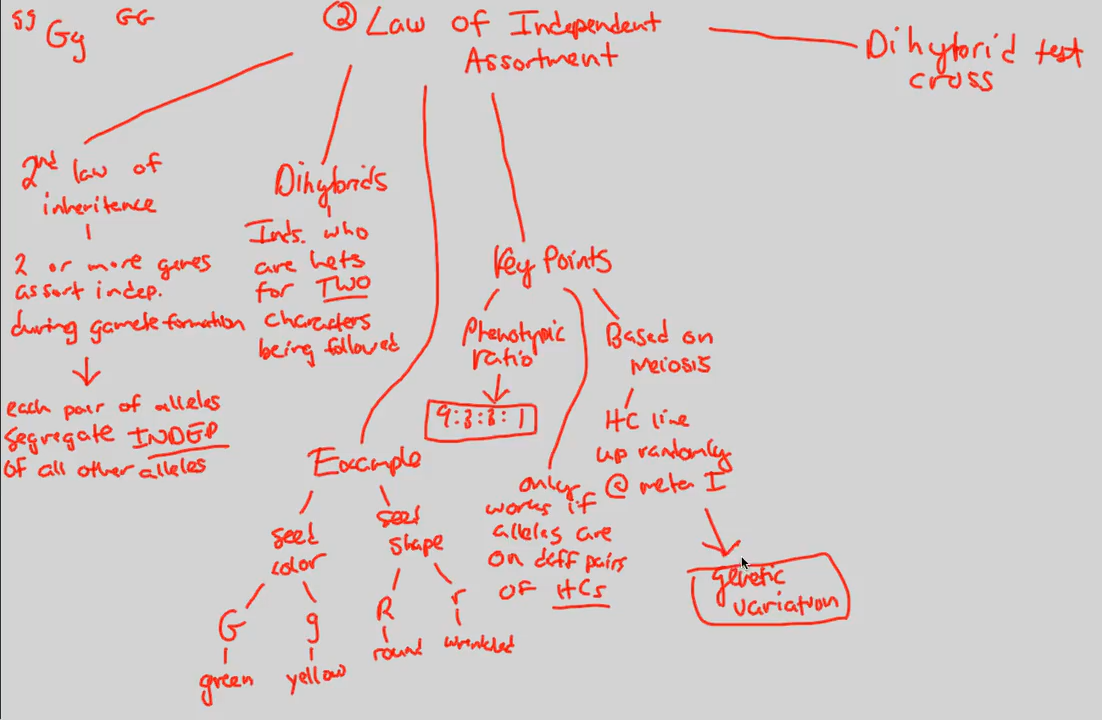 gg
Gg
GG
② Law of Independent
Assortment
Dihybrid test
cross
2nd law of
inheritence
2 or more genes
assort indep.
during gamete formation
each pair of alleles
segregate INDEP
of all other alleles
Dihybrids
Inds. who
are hets
for TWO
characters
being followed
Example
seed
color
G
green
g
yellow
seed
shape
R
round
r
wrinkled
Key Points
Phenotypic
ratio
9:3:3:1
only
works if
alleles are
on diff pairs
of HCs
Based on
meiosis
HC line
up randomly
@ meta I
genetic
variation